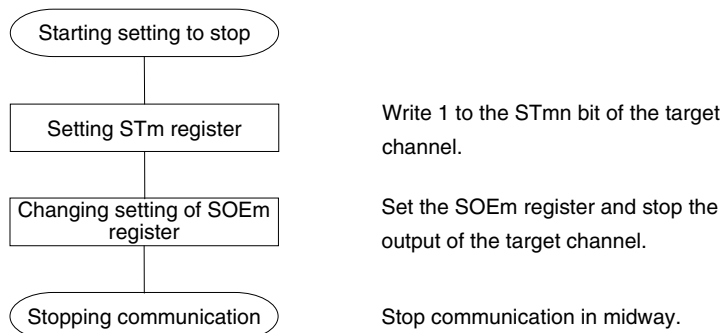 Starting setting to stop
Setting STm register
Write 1 to the STmn bit of the target
channel.
Changing setting of SOEm
register
Set the SOEm register and stop the
output of the target channel.
Stopping communication
Stop communication in midway.